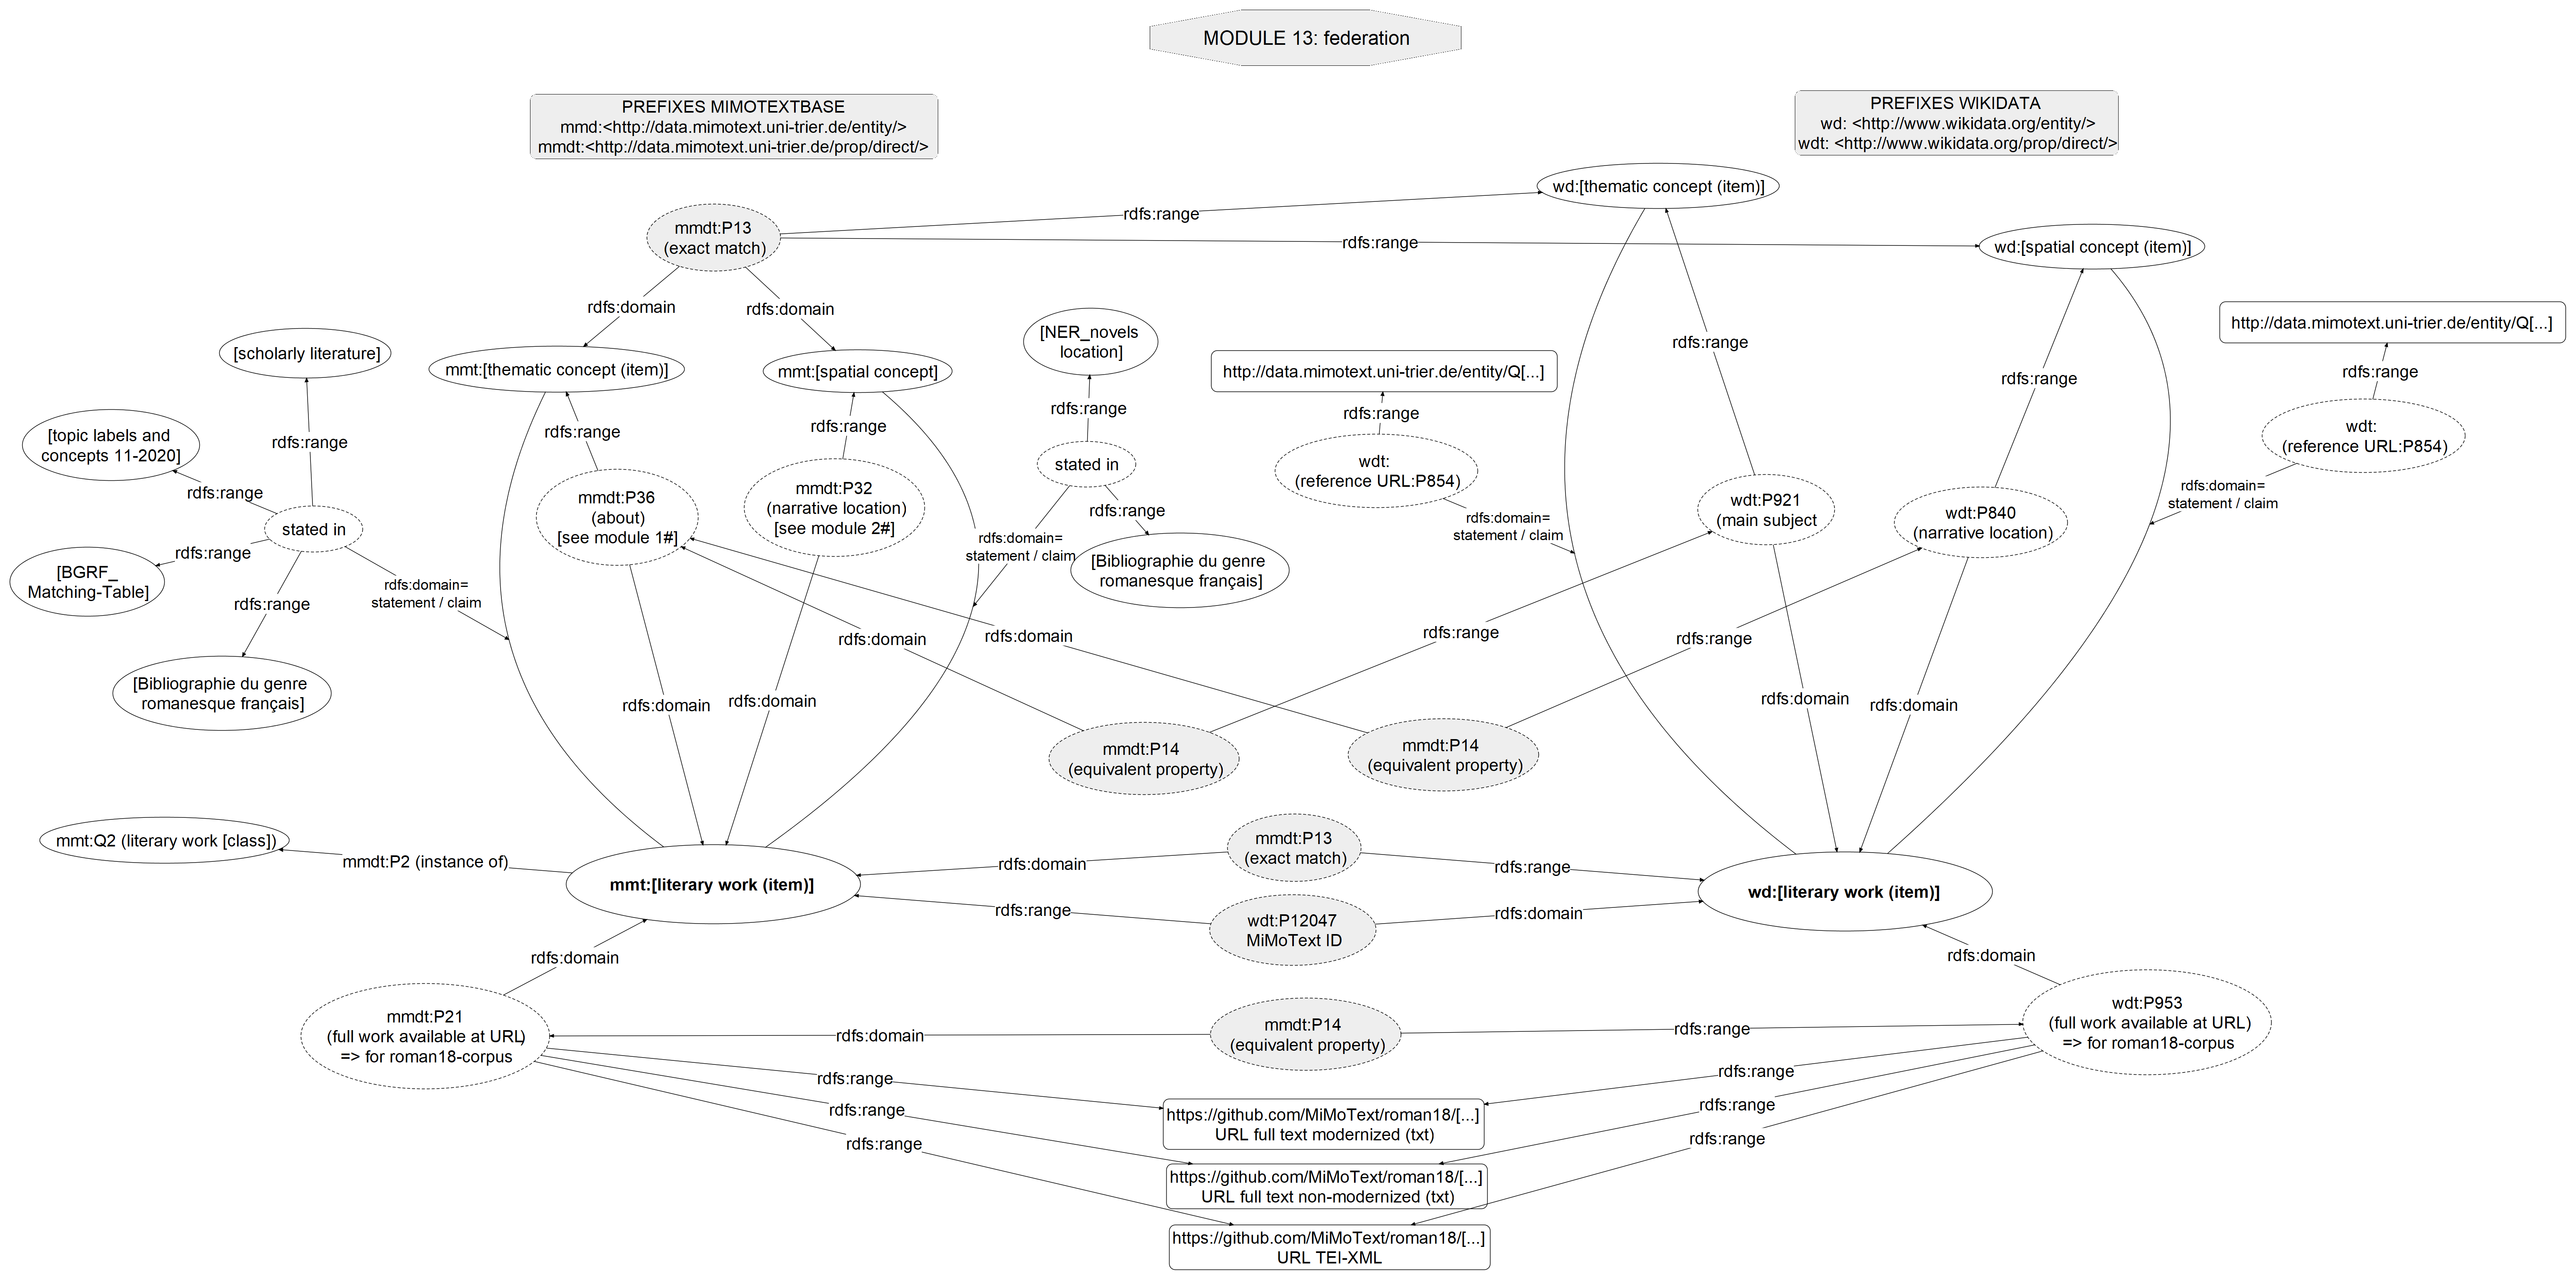 MODULE 13: federation
PREFIXES MIMOTEXTBASE
mmd:<http://data.mimotext.uni-trier.de/entity/>
mmdt:<http://data.mimotext.uni-trier.de/prop/direct/>
PREFIXES WIKIDATA
wd: <http://www.wikidata.org/entity/>
wdt: <http://www.wikidata.org/prop/direct/>
wd:[thematic concept (item)]
rdfs:range
mmdt:P13
(exact match)
rdfs:range
wd:[spatial concept (item)]
rdfs:domain
rdfs:domain
[NER_novels
location]
http://data.mimotext.uni-trier.de/entity/Q[...]
rdfs:range
[scholarly literature]
mmt:[thematic concept (item)]
mmt:[spatial concept]
http://data.mimotext.uni-trier.de/entity/Q[...]
rdfs:range
rdfs:range
rdfs:range
rdfs:range
[topic labels and
concepts 11-2020]
rdfs:range
rdfs:range
rdfs:range
wdt:
(reference URL:P854)
stated in
wdt:
(reference URL:P854)
rdfs:range
mmdt:P36
(about)
[see module 1#]
mmdt:P32
(narrative location)
[see module 2#]
rdfs:range
rdfs:domain=
statement / claim
wdt:P921
(main subject
wdt:P840
(narrative location)
rdfs:domain=
statement / claim
stated in
rdfs:domain=
statement / claim
rdfs:range
[BGRF_
Matching-Table]
[Bibliographie du genre
romanesque français]
rdfs:domain=
statement / claim
rdfs:range
rdfs:domain
rdfs:domain
rdfs:range
rdfs:range
[Bibliographie du genre
romanesque français]
rdfs:domain
rdfs:domain
rdfs:domain
rdfs:domain
mmdt:P14
(equivalent property)
mmdt:P14
(equivalent property)
mmt:Q2 (literary work [class])
mmdt:P2 (instance of)
mmt:[literary work (item)]
rdfs:domain
mmdt:P13
(exact match)
rdfs:range
wd:[literary work (item)]
rdfs:range
wdt:P12047
MiMoText ID
rdfs:domain
rdfs:domain
rdfs:domain
mmdt:P21
(full work available at URL)
=> for roman18-corpus
rdfs:domain
mmdt:P14
(equivalent property)
rdfs:range
wdt:P953
(full work available at URL)
=> for roman18-corpus
rdfs:range
rdfs:range
rdfs:range
rdfs:range
rdfs:range
rdfs:range
https://github.com/MiMoText/roman18/[...]
URL full text modernized (txt)
https://github.com/MiMoText/roman18/[...]
URL full text non-modernized (txt)
https://github.com/MiMoText/roman18/[...]
URL TEI-XML